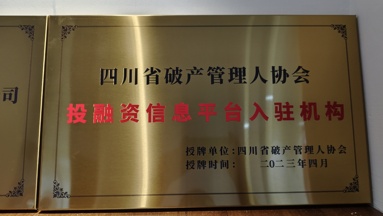 四川省破产管理人协会
投融资信息平台入驻机构
授牌单位:四川省破产管理人协会
授牌时间: 二〇二三年四月
司